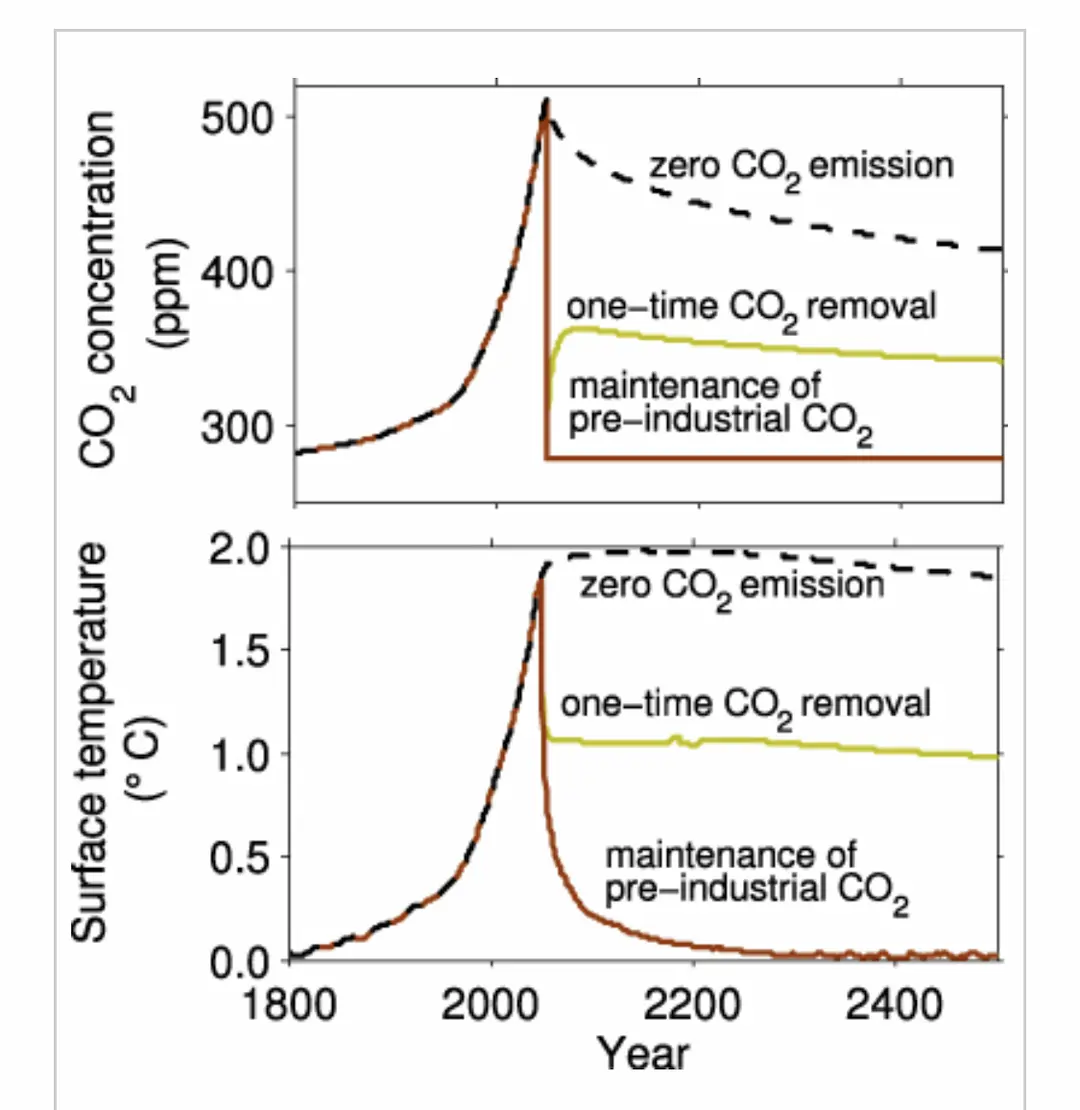 CO₂ concentration
(ppm)
500
400
300
zero CO₂ emission
one–time CO₂ removal
maintenance of
pre–industrial CO₂
Surface temperature
(° C)
2.0
1.5
1.0
0.5
0.0
zero CO₂ emission
one–time CO₂ removal
maintenance of
pre–industrial CO₂
1800 2000 2200 2400
Year